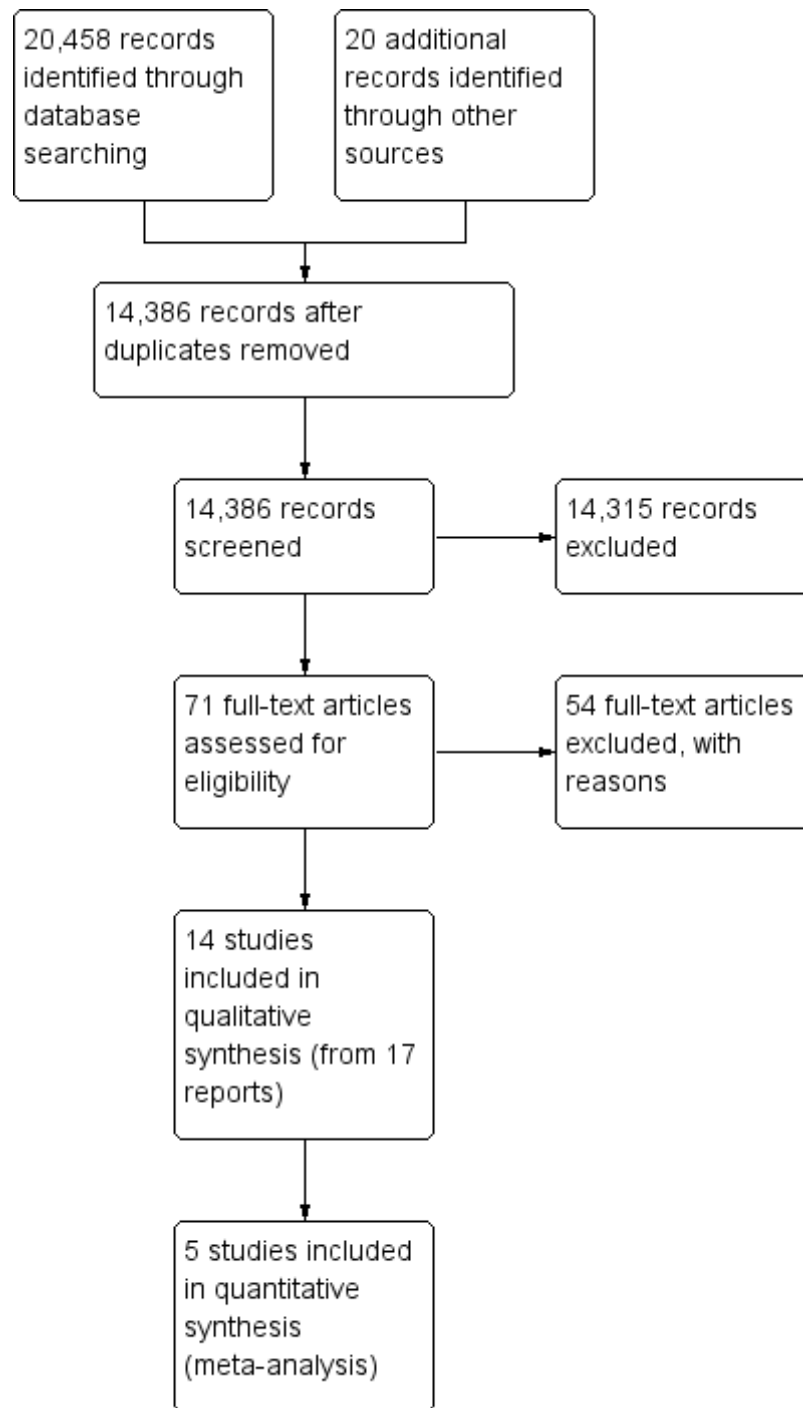 20,458 records
identified through
database
searching
20 additional
records identified
through other
sources
14,386 records after
duplicates removed
14,386 records
screened
14,315 records
excluded
71 full-text articles
assessed for
eligibility
54 full-text articles
excluded, with
reasons
14 studies
included in
qualitative
synthesis (from 17
reports)
5 studies included
in quantitative
synthesis
(meta-analysis)